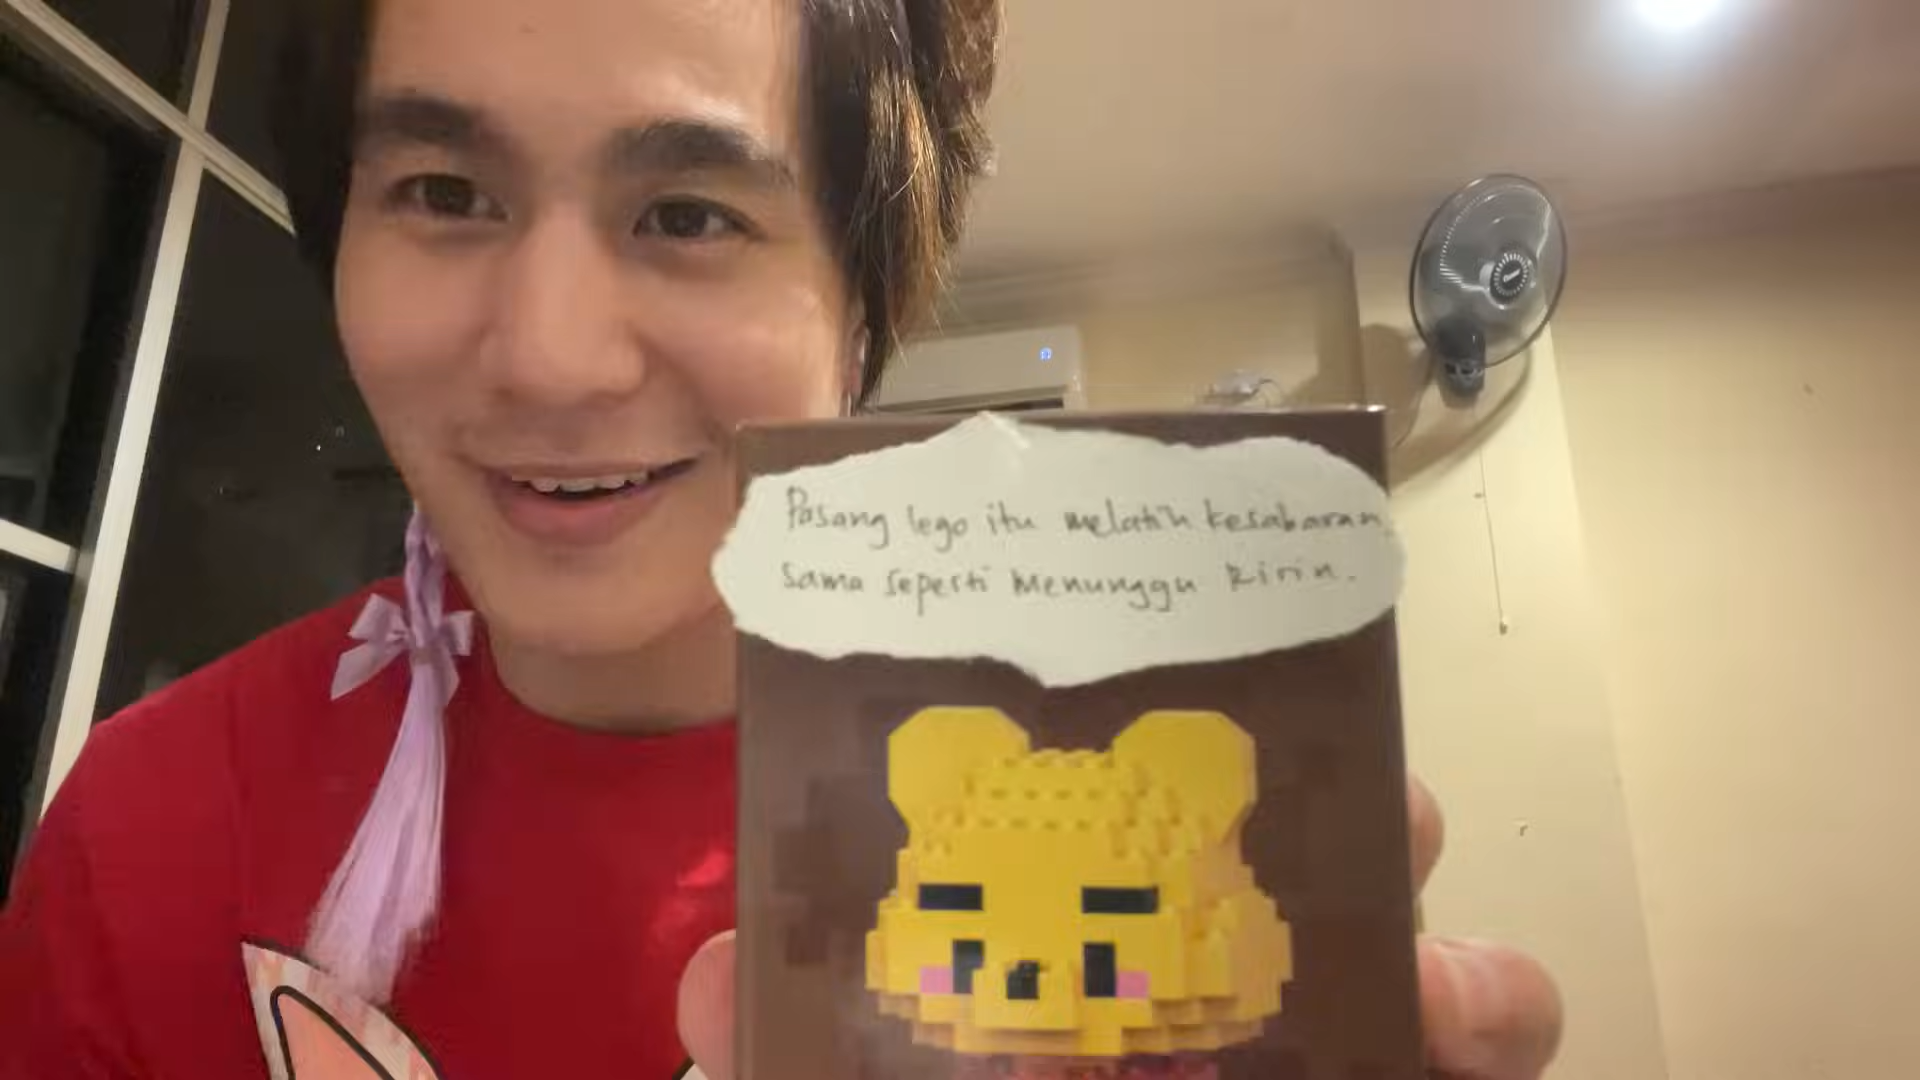 Pasang lego itu melatih kesabaran,
sama seperti menunggu Ririn.